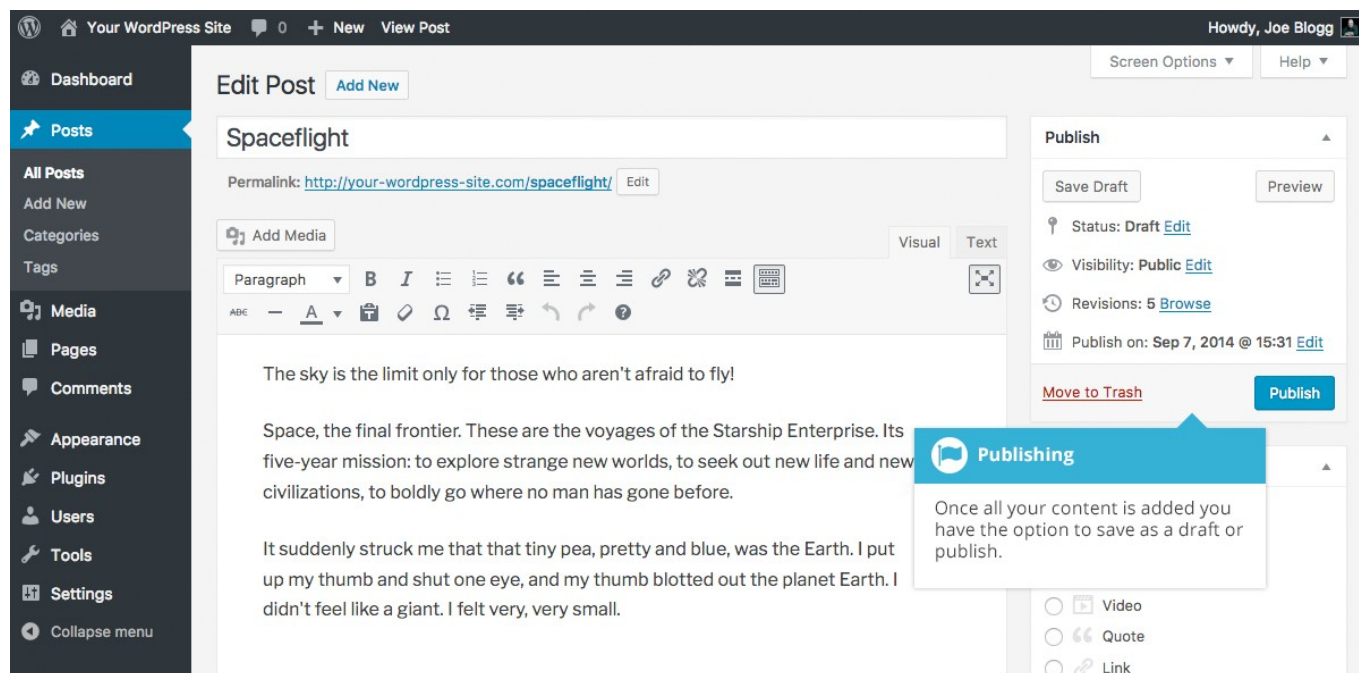 Your WordPress Site 0 + New View Post Howdy, Joe Blogg
Screen Options Help
Dashboard
Posts
All Posts
Add New
Categories
Tags
Media
Pages
Comments
Appearance
Plugins
Users
Tools
Settings
Collapse menu
Edit Post Add New
Spaceflight
Permalink: http://your-wordpress-site.com/spaceflight/ Edit
Add Media
Visual Text
Paragraph B I
ABC A Ω
The sky is the limit only for those who aren't afraid to fly!
Space, the final frontier. These are the voyages of the Starship Enterprise. Its
five-year mission: to explore strange new worlds, to seek out new life and new
civilizations, to boldly go where no man has gone before.
It suddenly struck me that that tiny pea, pretty and blue, was the Earth. I put
up my thumb and shut one eye, and my thumb blotted out the planet Earth. I
didn't feel like a giant. I felt very, very small.
Publish
Save Draft Preview
Status: Draft Edit
Visibility: Public Edit
Revisions: 5 Browse
Publish on: Sep 7, 2014 @ 15:31 Edit
Move to Trash Publish
Publishing
Once all your content is added you
have the option to save as a draft or
publish.
Video
Quote
Link